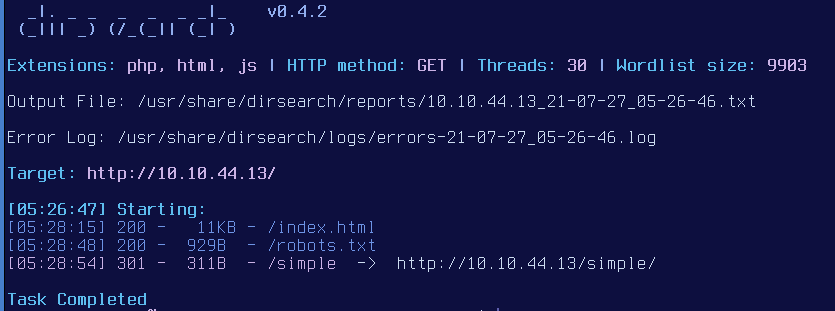 _|. _ _  _  _  _ _|_    v0.4.2
(_||| _) (/_(_|| (_| )
Extensions: php, html, js | HTTP method: GET | Threads: 30 | Wordlist size: 9903
Output File: /usr/share/dirsearch/reports/10.10.44.13_21-07-27_05-26-46.txt
Error Log: /usr/share/dirsearch/logs/errors-21-07-27_05-26-46.log
Target: http://10.10.44.13/
[05:26:47] Starting:
[05:28:15] 200 -   11KB - /index.html
[05:28:48] 200 -  929B  - /robots.txt
[05:28:54] 301 -  311B  - /simple  ->  http://10.10.44.13/simple/
Task Completed